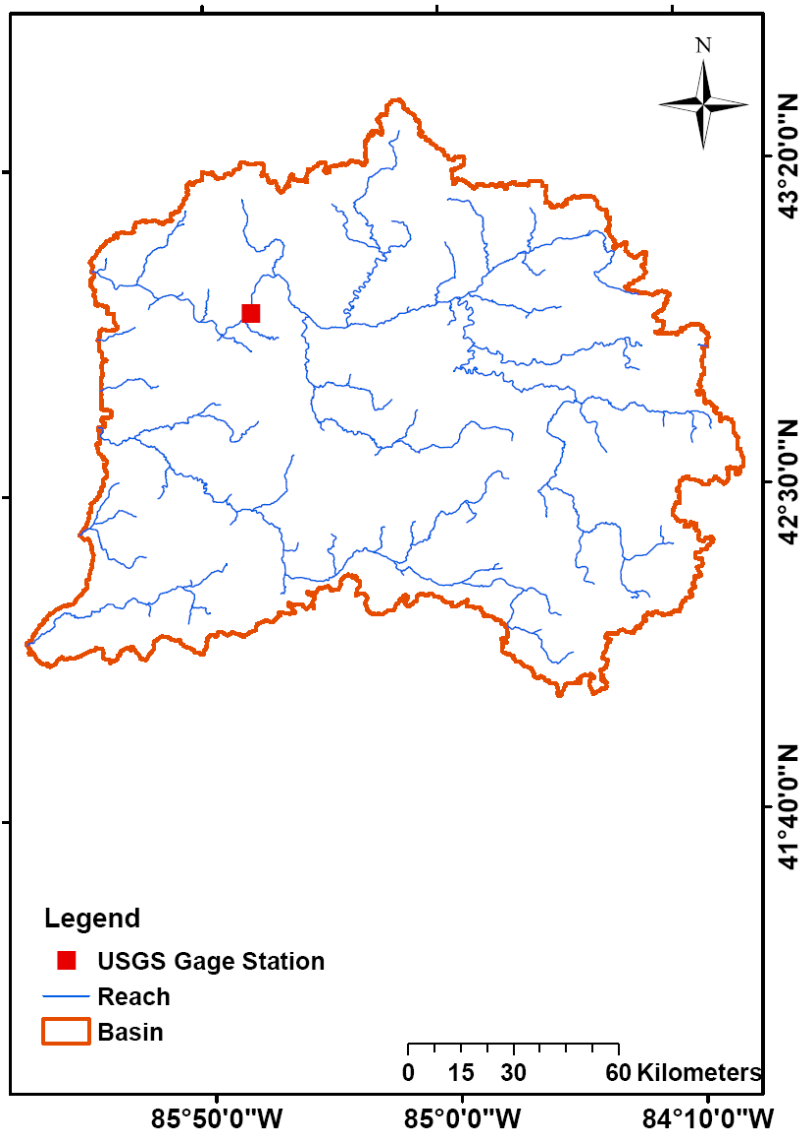 N
43°20'0"N
42°30'0"N
41°40'0"N
Legend
USGS Gage Station
Reach
Basin
0 15 30 60 Kilometers
85°50'0"W 85°0'0"W 84°10'0"W